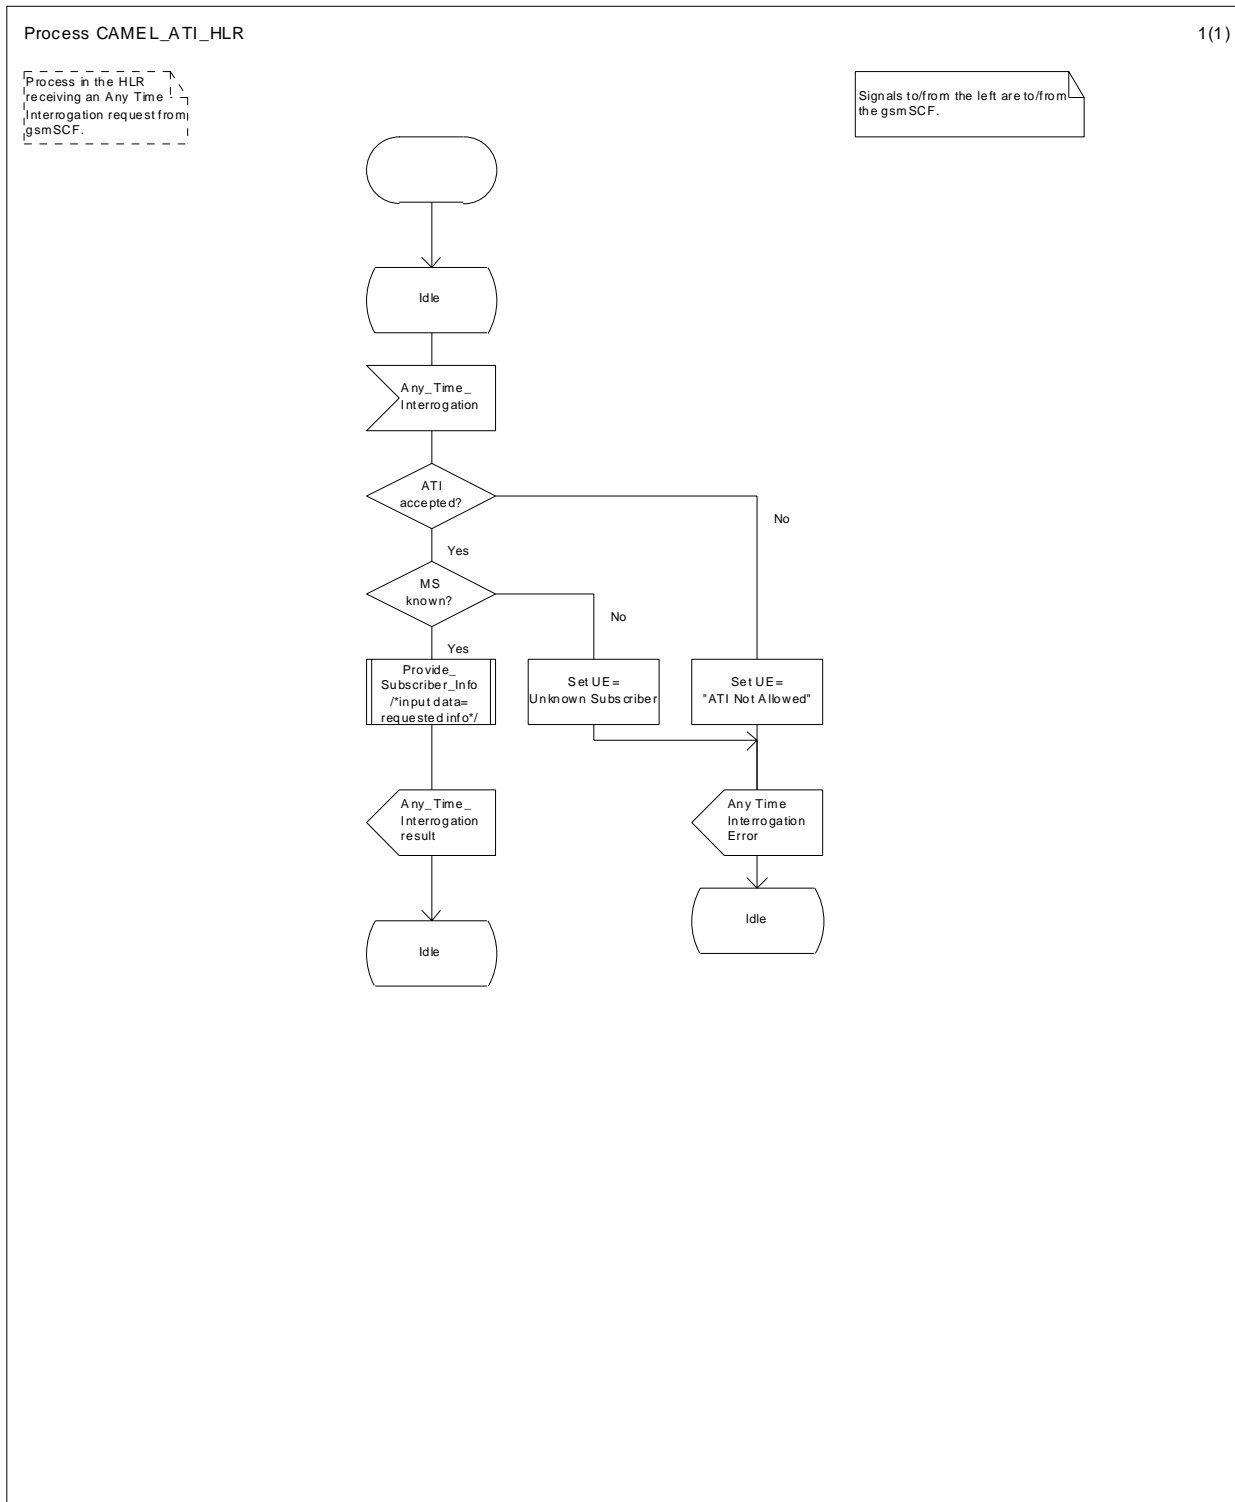 Process CAMEL_ATI_HLR
1(1)
Process in the HLR
receiving an Any Time
Interrogation request from
gsmSCF.
Signals to/from the left are to/from
the gsmSCF.
Idle
Any_Time_
Interrogation
ATI
accepted?
No
Yes
MS
known?
No
Yes
Provide_
Subscriber_Info
/*input data=
requested info*/
Set UE=
Unknown Subscriber
Set UE=
"ATI Not Allowed"
Any_Time_
Interrogation
result
Any Time
Interrogation
Error
Idle
Idle